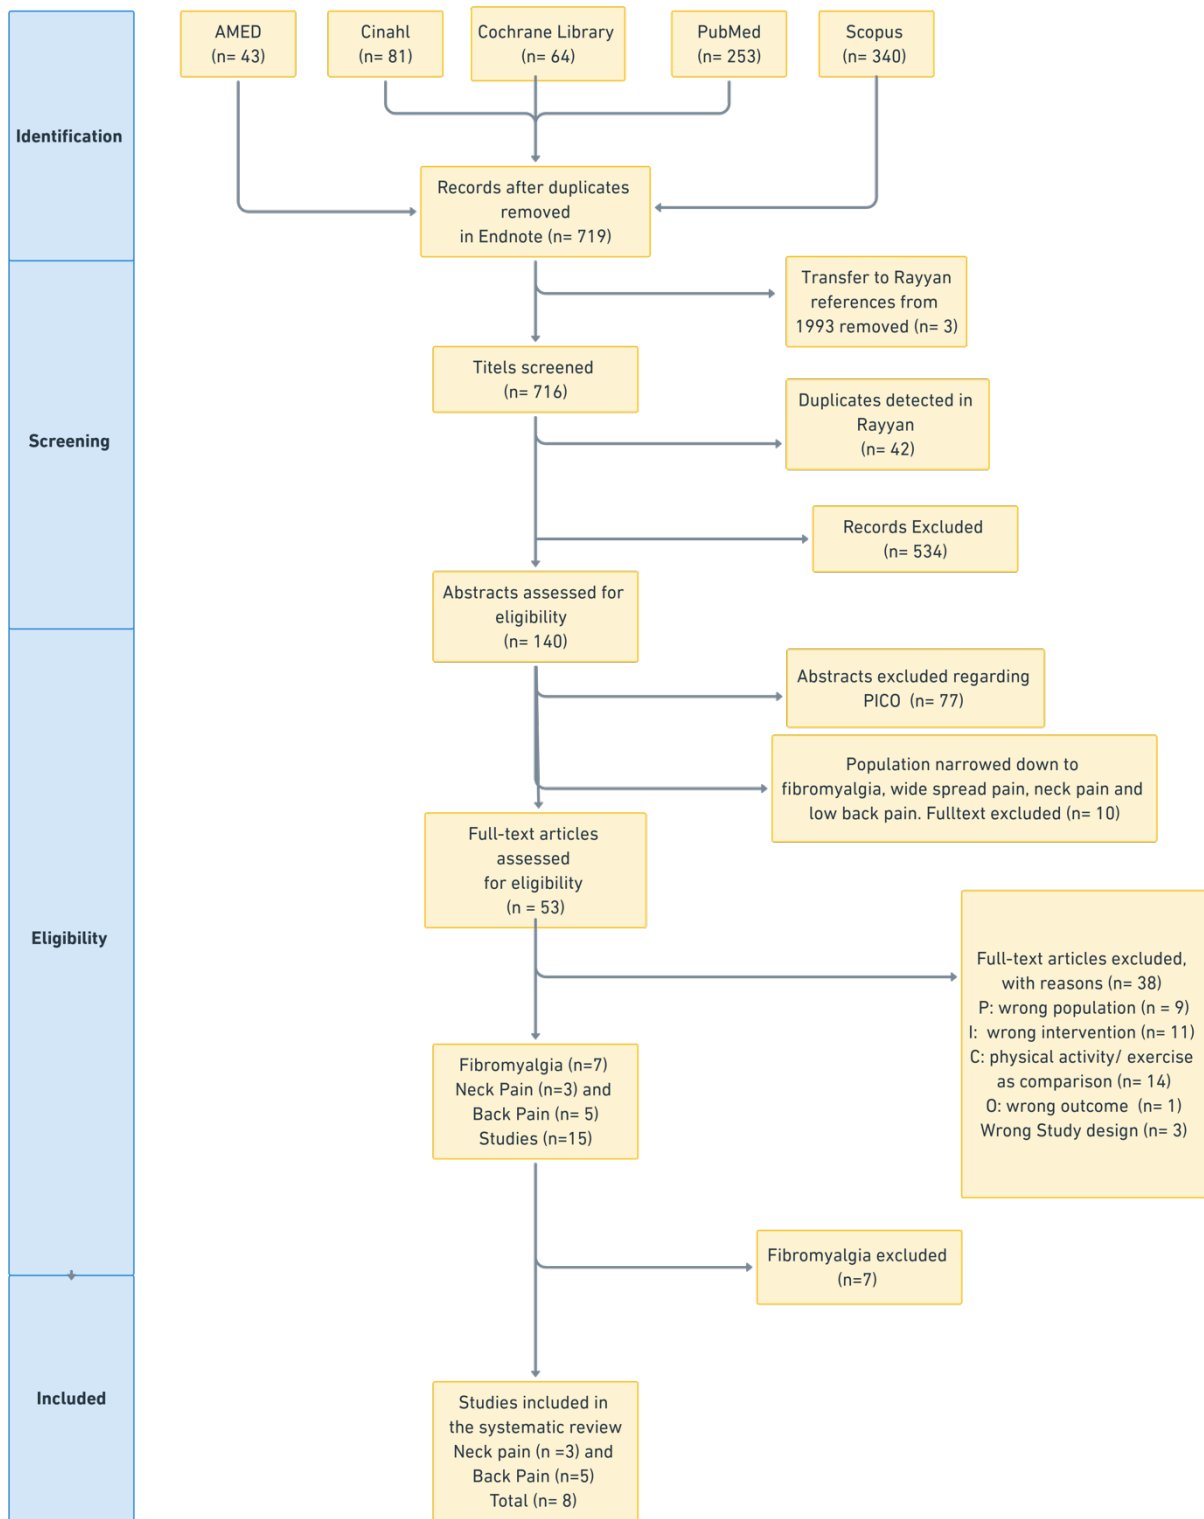 AMED
(n= 43)
Cinahl
(n= 81)
Cochrane Library
(n= 64)
PubMed
(n= 253)
Scopus
(n= 340)
Identification
Records after duplicates
removed
in Endnote (n= 719)
Transfer to Rayyan
references from
1993 removed (n= 3)
Titels screened
(n= 716)
Screening
Duplicates detected in
Rayyan
(n= 42)
Records Excluded
(n= 534)
Abstracts assessed for
eligibility
(n= 140)
Abstracts excluded regarding
PICO (n= 77)
Population narrowed down to
fibromyalgia, wide spread pain, neck pain and
low back pain. Fulltext excluded (n= 10)
Full-text articles
assessed
for eligibility
(n = 53)
Eligibility
Full-text articles excluded,
with reasons (n= 38)
P: wrong population (n = 9)
I: wrong intervention (n= 11)
C: physical activity/ exercise
as comparison (n= 14)
O: wrong outcome (n= 1)
Wrong Study design (n= 3)
Fibromyalgia (n=7)
Neck Pain (n=3) and
Back Pain (n= 5)
Studies (n=15)
Fibromyalgia excluded
(n=7)
Included
Studies included in
the systematic review
Neck pain (n =3) and
Back Pain (n=5)
Total (n= 8)